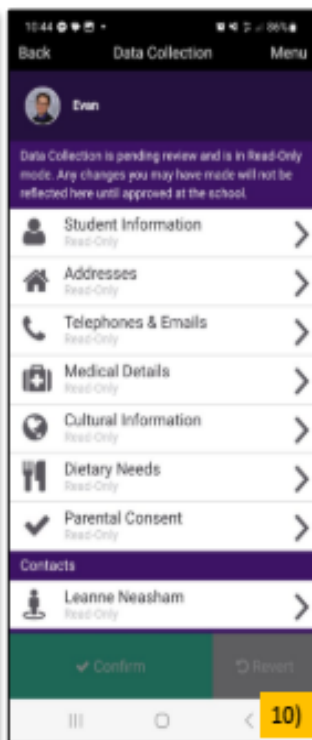 10:44 86%
Back Data Collection Menu
Evan
Data Collection is pending review and is in Read-Only
mode. Any changes you may have made will not be
reflected here until approved at the school.
Student Information
Read-Only
Addresses
Read-Only
Telephones & Emails
Read-Only
Medical Details
Read-Only
Cultural Information
Read-Only
Dietary Needs
Read-Only
Parental Consent
Read-Only
Contacts
Leanne Neasham
Read-Only
Confirm Revert
10)